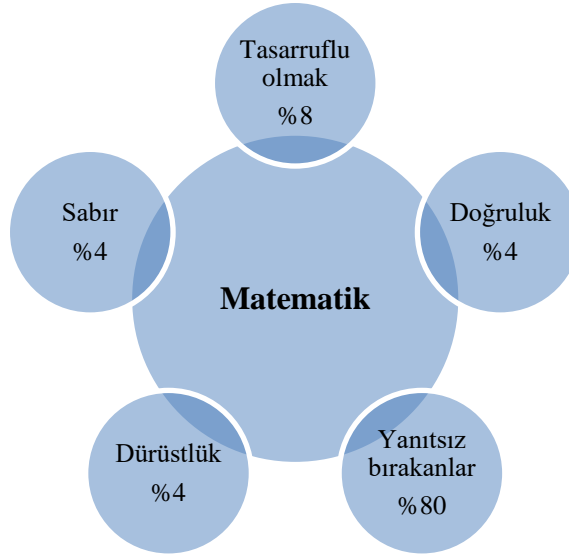 Tasarruflu
olmak
%8
Sabır
%4
Doğruluk
%4
Matematik
Dürüstlük
%4
Yanıtsız
bırakanlar
%80